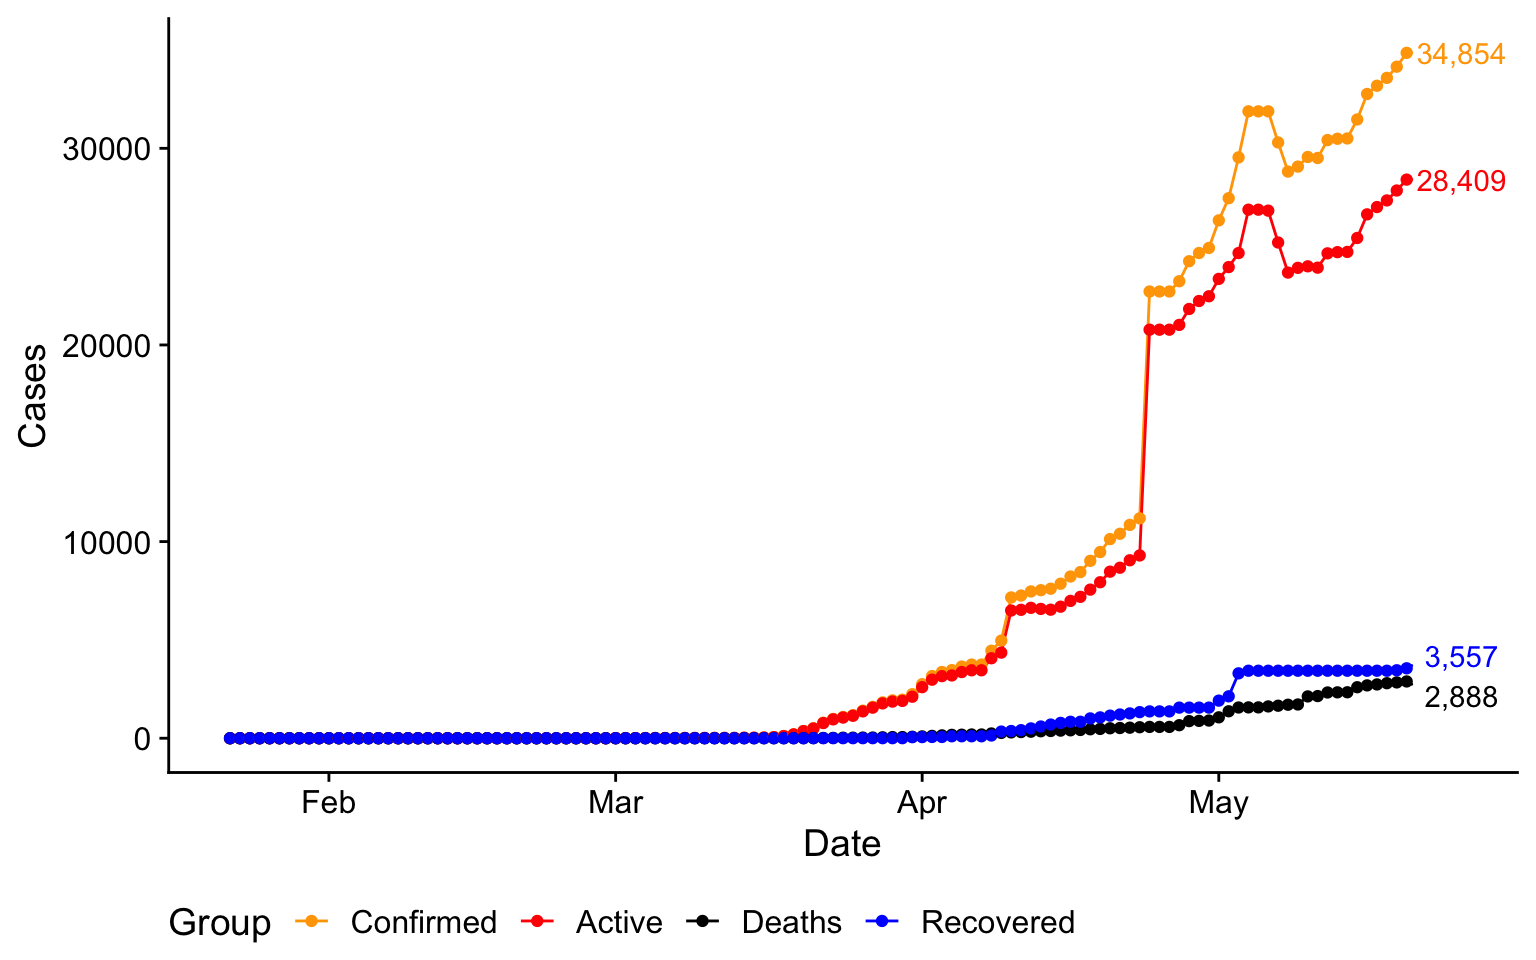 34,854
30000
28,409
20000
Cases
10000
3,557
2,888
0
Feb Mar Apr May
Date
Group Confirmed Active Deaths Recovered